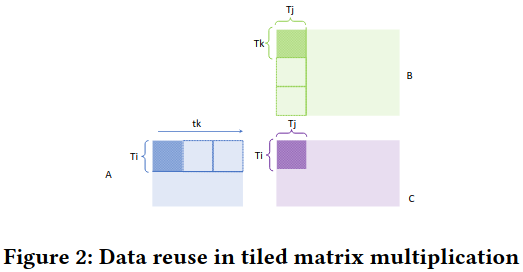 Tj
Tk
B
tk
Tj
Ti
Ti
A
C
Figure 2: Data reuse in tiled matrix multiplication